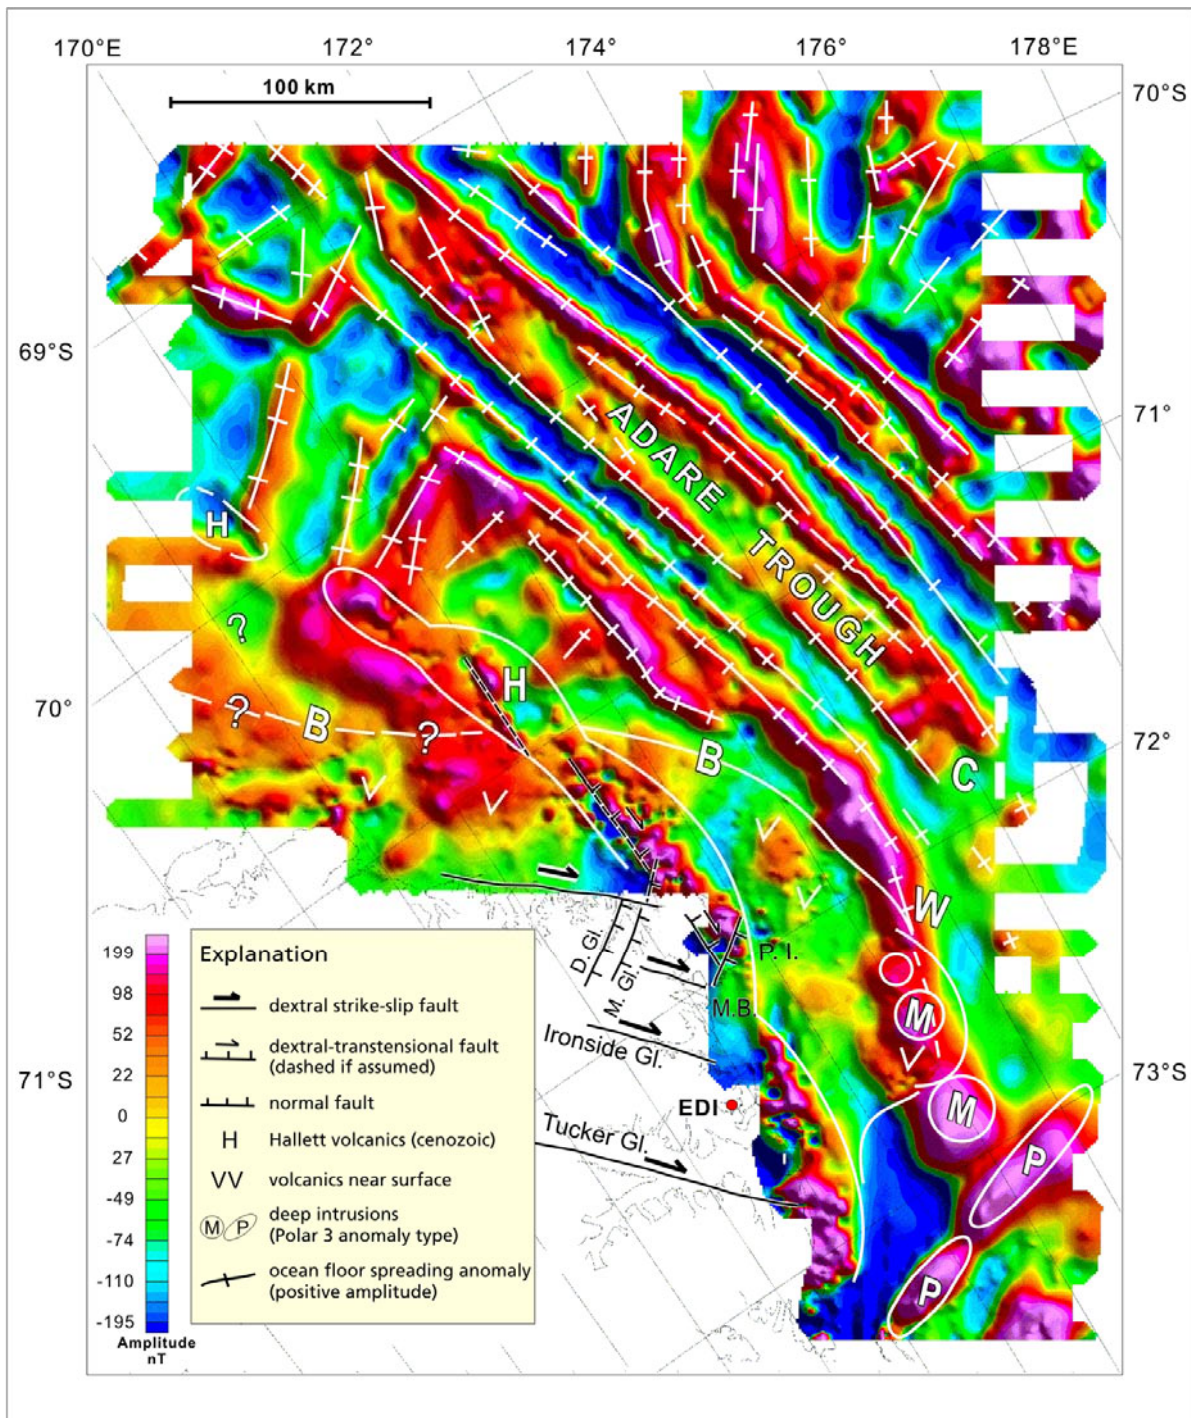 170°E 172° 174° 176° 178°E
100 km
70°S
69°S
71°
ADARE
TROUGH
H
?
? B ?
H
70°
B
72°
C
W
D. Gl.
M. Gl.
P. I.
M.B.
M
Ironside Gl.
71°S
73°S
EDI
M
Tucker Gl.
P
P
199
98
52
22
0
27
-49
-74
-110
-195
Amplitude
nT
Explanation
dextral strike-slip fault
dextral-transtensional fault
(dashed if assumed)
normal fault
H Hallett volcanics (cenozoic)
VV volcanics near surface
M P deep intrusions
(Polar 3 anomaly type)
ocean floor spreading anomaly
(positive amplitude)